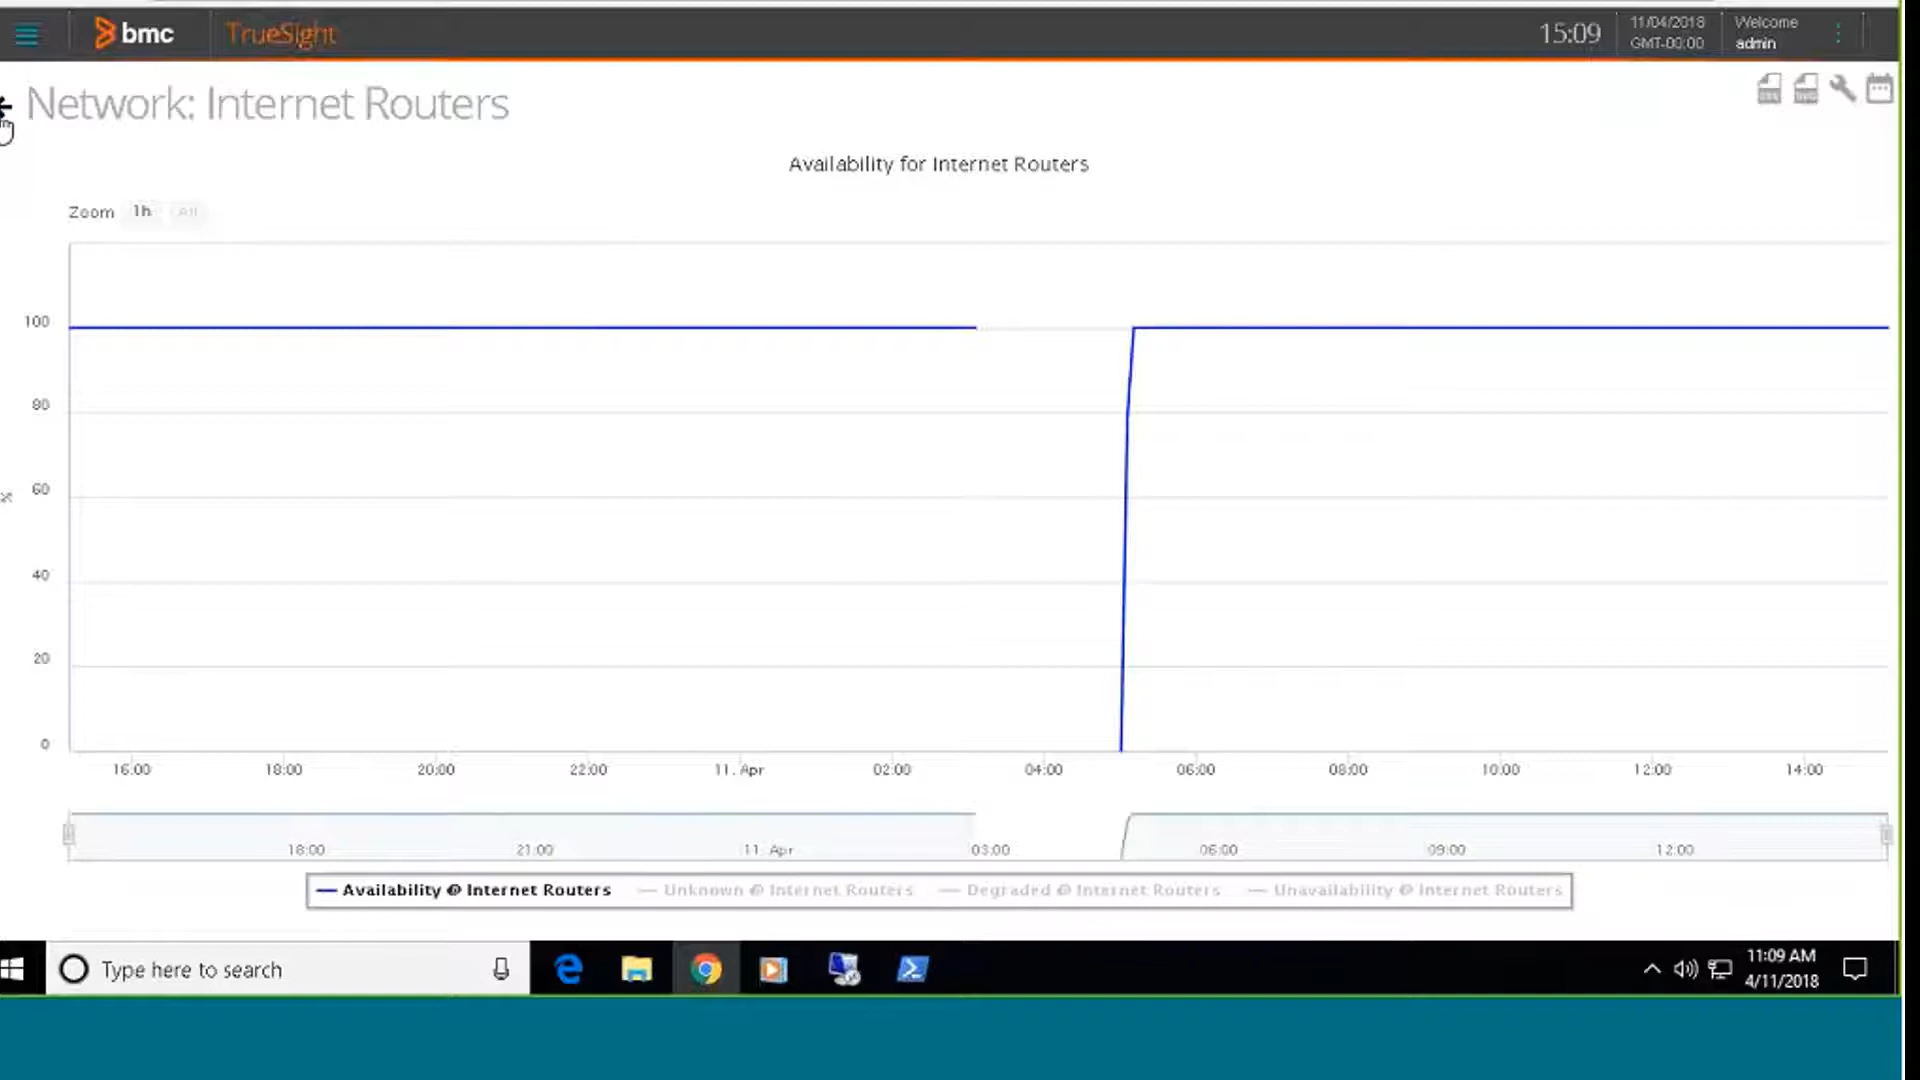 bmc TrueSight 15:09 11/04/2018 GMT-00:00 Welcome admin
Network: Internet Routers
Availability for Internet Routers
Zoom 1h All
100
80
60
%
40
20
0
16:00 18:00 20:00 22:00 11. Apr 02:00 04:00 06:00 08:00 10:00 12:00 14:00
18:00 21:00 11. Apr 03:00 06:00 09:00 12:00
Availability @ Internet Routers Unknown @ Internet Routers Degraded @ Internet Routers Unavailability @ Internet Routers
Type here to search 11:09 AM
4/11/2018